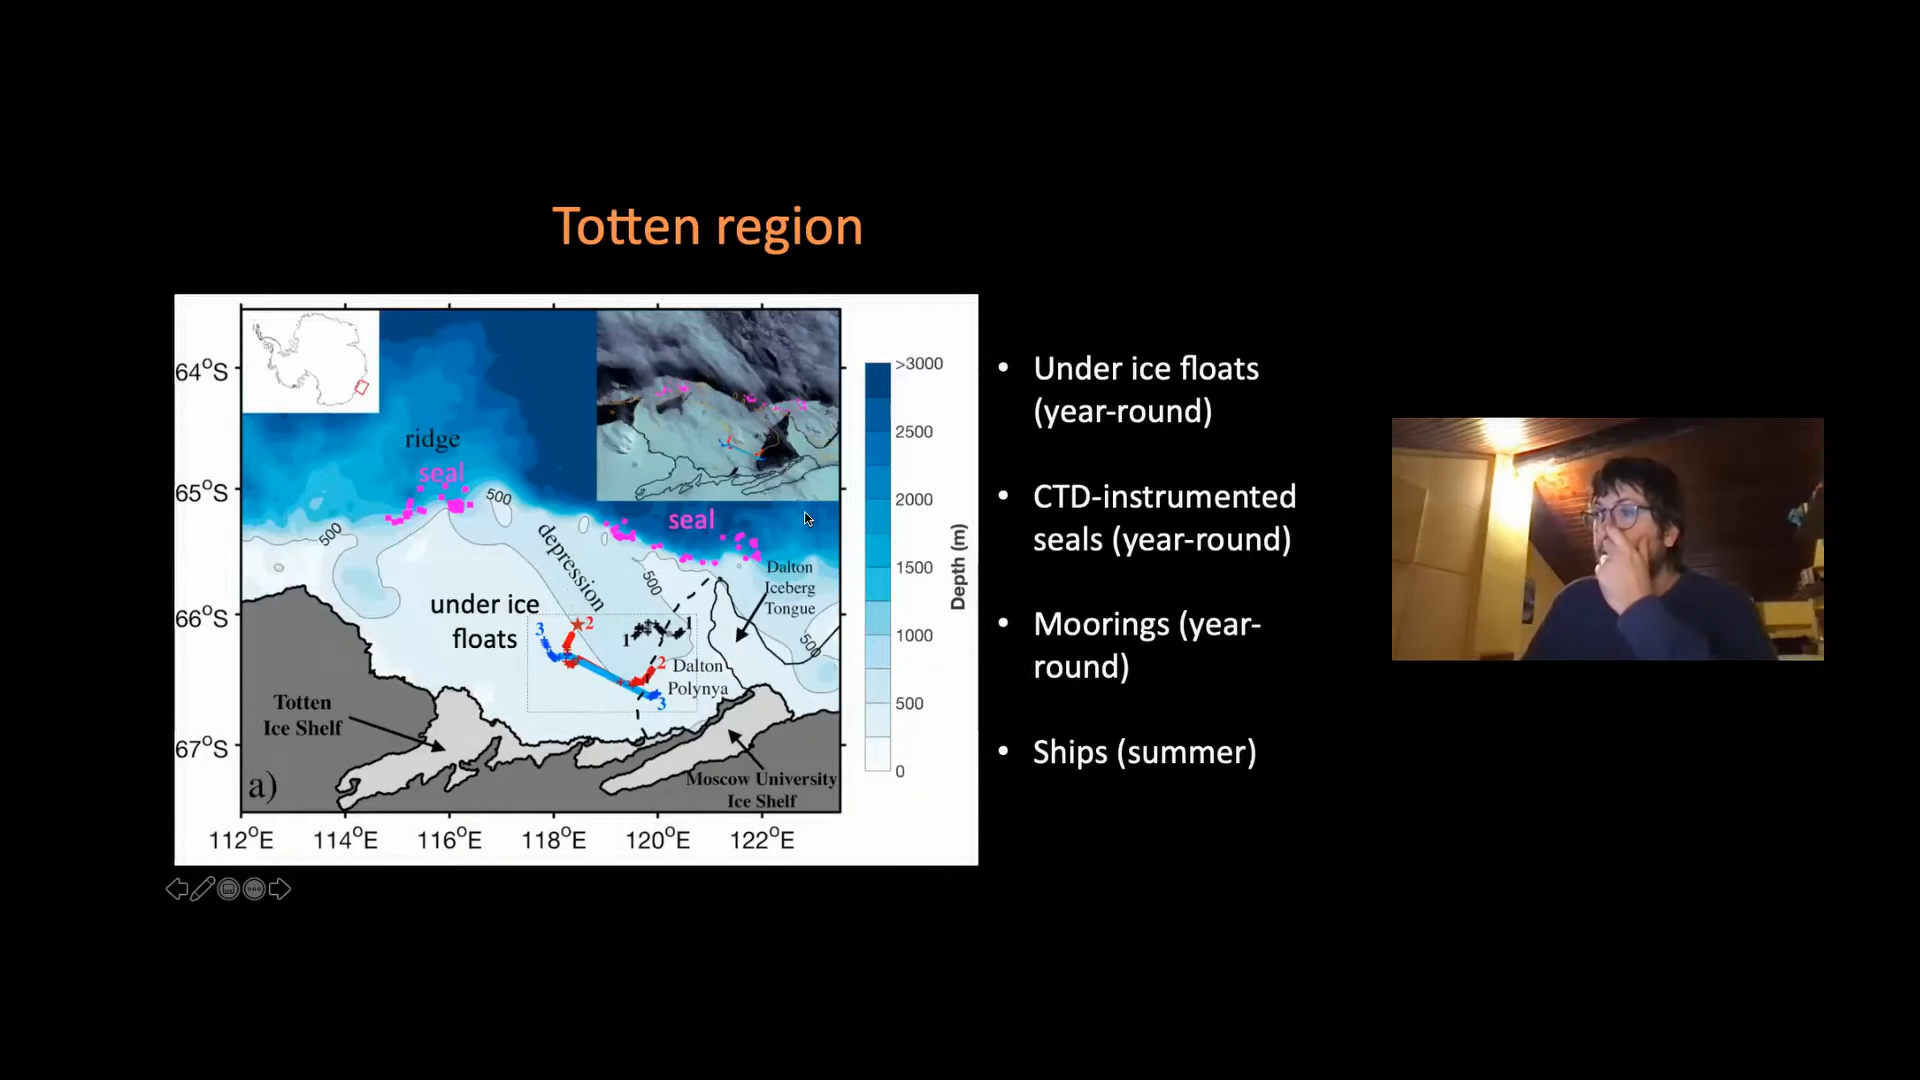 Totten region
64°S
65°S
66°S
67°S
112°E
114°E
116°E
118°E
120°E
122°E
ridge
seal
500
500
seal
depression
500
500
Dalton
Iceberg
Tongue
under ice
floats
3
2
1
1
2
3
Dalton
Polynya
Totten
Ice Shelf
Moscow University
Ice Shelf
a)
>3000
2500
2000
1500
1000
500
0
Depth (m)
• Under ice floats
(year-round)
• CTD-instrumented
seals (year-round)
• Moorings (year-
round)
• Ships (summer)